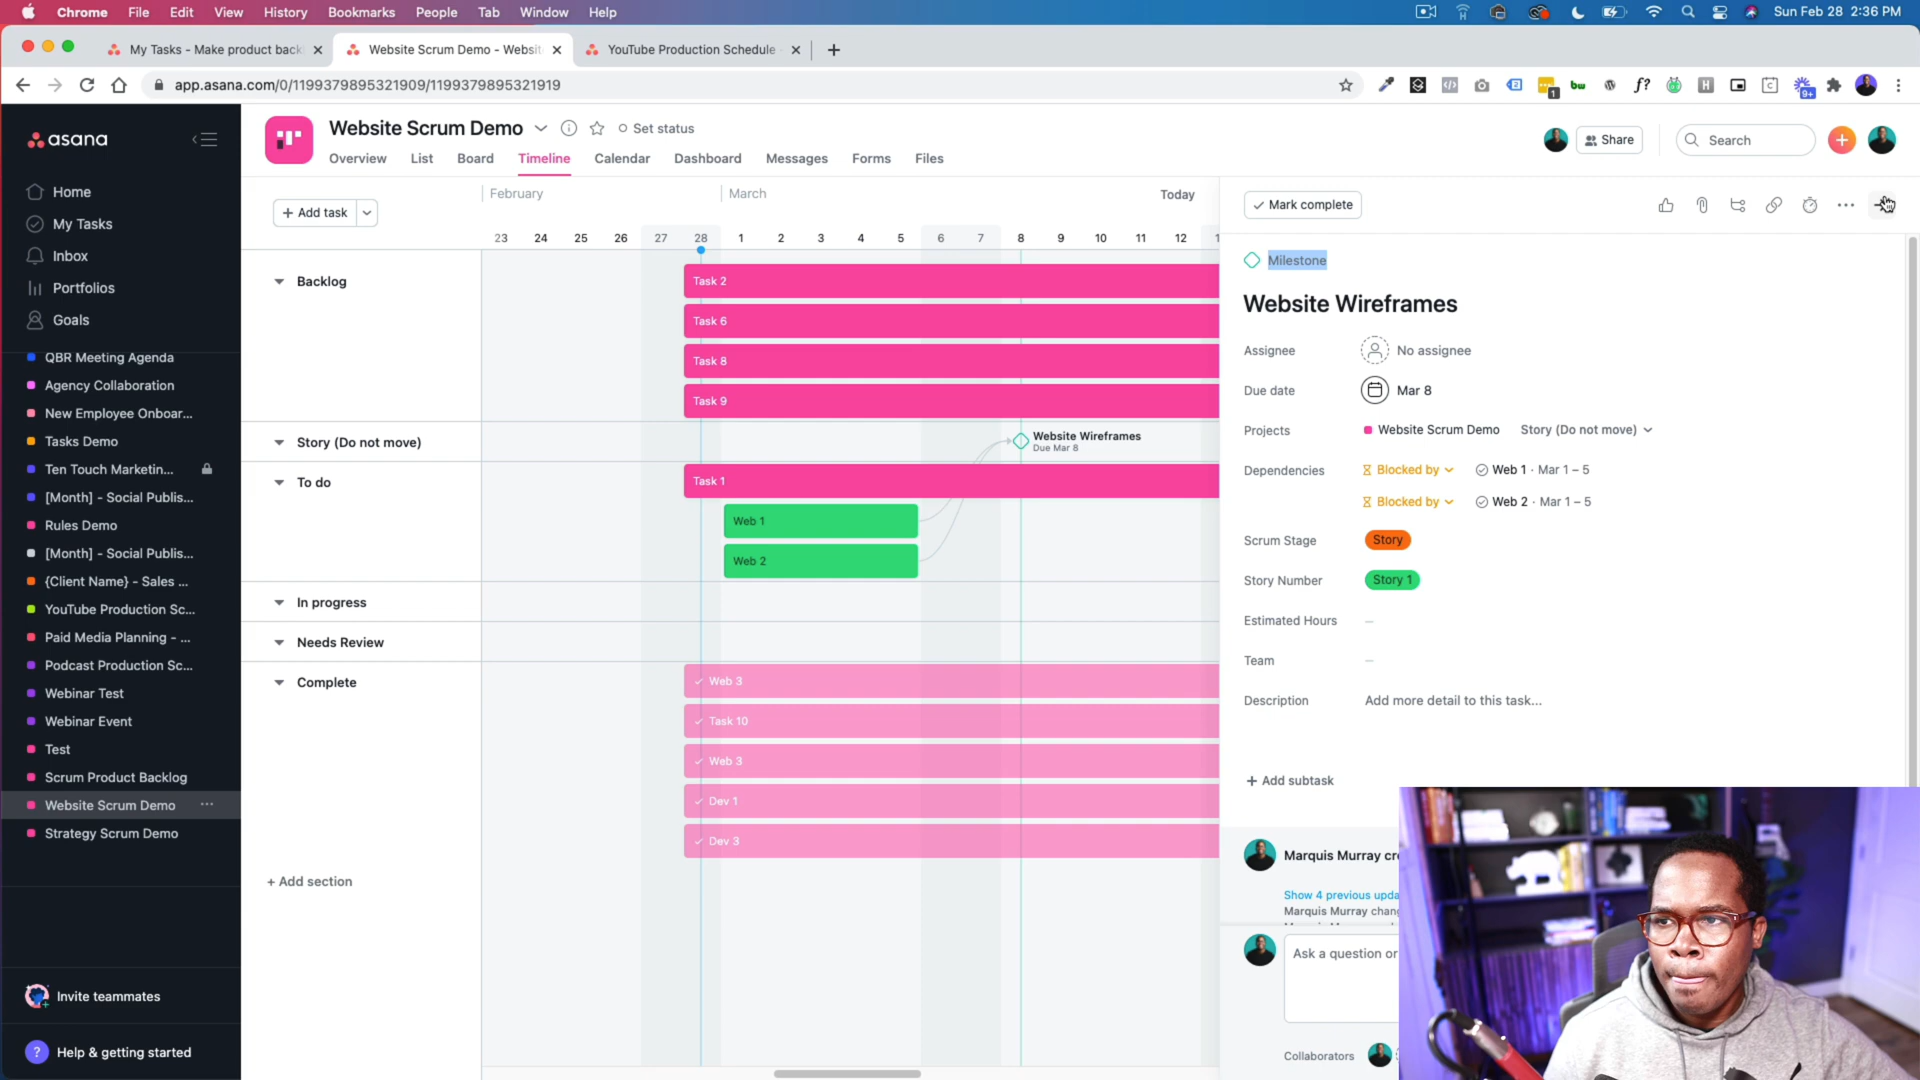 Chrome File Edit View History Bookmarks People Tab Window Help Sun Feb 28 2:36 PM
My Tasks - Make product back Website Scrum Demo - Websit YouTube Production Schedule
app.asana.com/0/1199379895321909/1199379895321919
asana
Home
My Tasks
Inbox
Portfolios
Goals
QBR Meeting Agenda
Agency Collaboration
New Employee Onboar...
Tasks Demo
Ten Touch Marketin...
[Month] - Social Publis...
Rules Demo
[Month] - Social Publis...
{Client Name} - Sales ...
YouTube Production Sc...
Paid Media Planning - ...
Podcast Production Sc...
Webinar Test
Webinar Event
Test
Scrum Product Backlog
Website Scrum Demo
Strategy Scrum Demo
Invite teammates
? Help & getting started
Website Scrum Demo Set status
Share
Search
Overview List Board Timeline Calendar Dashboard Messages Forms Files
+ Add task
February March Today
23 24 25 26 27 28 1 2 3 4 5 6 7 8 9 10 11 12 1
Backlog
Task 2
Task 6
Task 8
Task 9
Story (Do not move)
Website Wireframes
Due Mar 8
To do
Task 1
Web 1
Web 2
In progress
Needs Review
Complete
Web 3
Task 10
Web 3
Dev 1
Dev 3
+ Add section
Mark complete
Milestone
Website Wireframes
Assignee No assignee
Due date Mar 8
Projects Website Scrum Demo Story (Do not move)
Dependencies Blocked by Web 1 · Mar 1 – 5
Blocked by Web 2 · Mar 1 – 5
Scrum Stage Story
Story Number Story 1
Estimated Hours –
Team –
Description Add more detail to this task...
+ Add subtask
Marquis Murray cr
Show 4 previous upda
Marquis Murray chang
Ask a question or
Collaborators